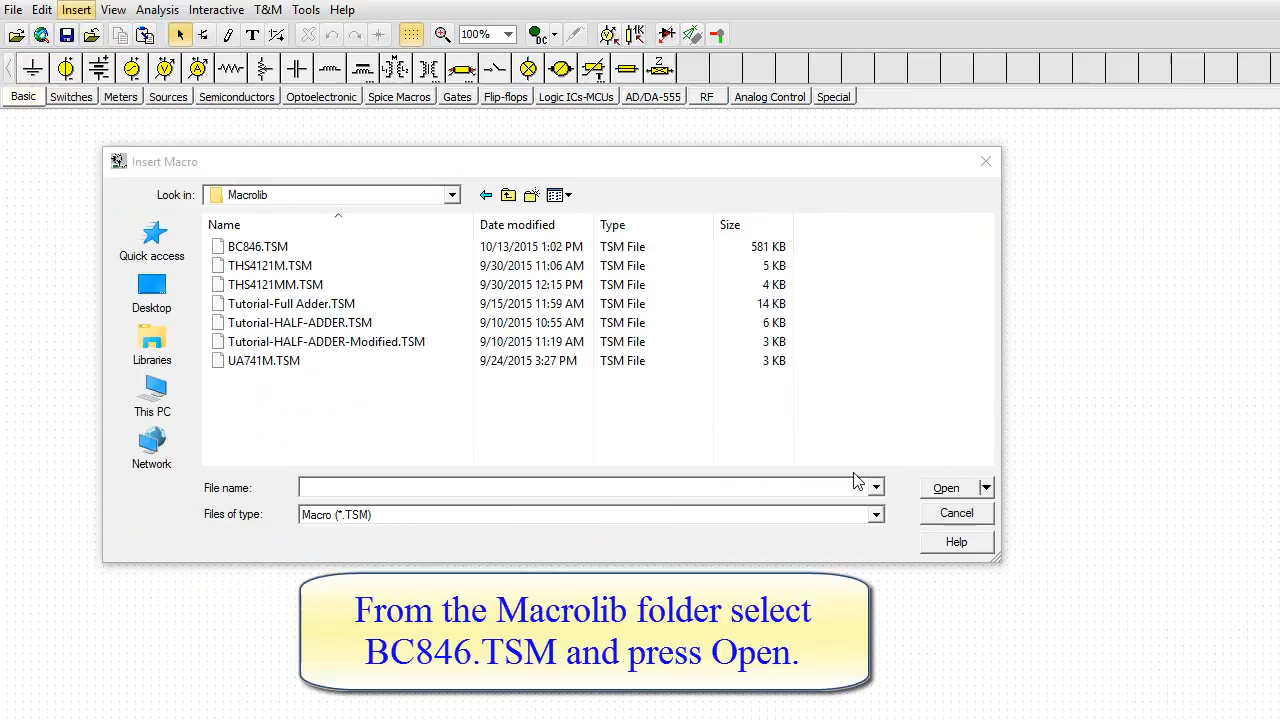 File Edit Insert View Analysis Interactive T&M Tools Help
100% DC 1K
Basic Switches Meters Sources Semiconductors Optoelectronic Spice Macros Gates Flip-flops Logic ICs-MCUs AD/DA-555 RF Analog Control Special
Insert Macro
Look in: Macrolib
Name Date modified Type Size
BC846.TSM 10/13/2015 1:02 PM TSM File 581 KB
THS4121M.TSM 9/30/2015 11:06 AM TSM File 5 KB
THS4121MM.TSM 9/30/2015 12:15 PM TSM File 4 KB
Tutorial-Full Adder.TSM 9/15/2015 11:59 AM TSM File 14 KB
Tutorial-HALF-ADDER.TSM 9/10/2015 10:55 AM TSM File 6 KB
Tutorial-HALF-ADDER-Modified.TSM 9/10/2015 11:19 AM TSM File 3 KB
UA741M.TSM 9/24/2015 3:27 PM TSM File 3 KB
Quick access
Desktop
Libraries
This PC
Network
File name: Open
Files of type: Macro (*.TSM) Cancel
Help
From the Macrolib folder select
BC846.TSM and press Open.